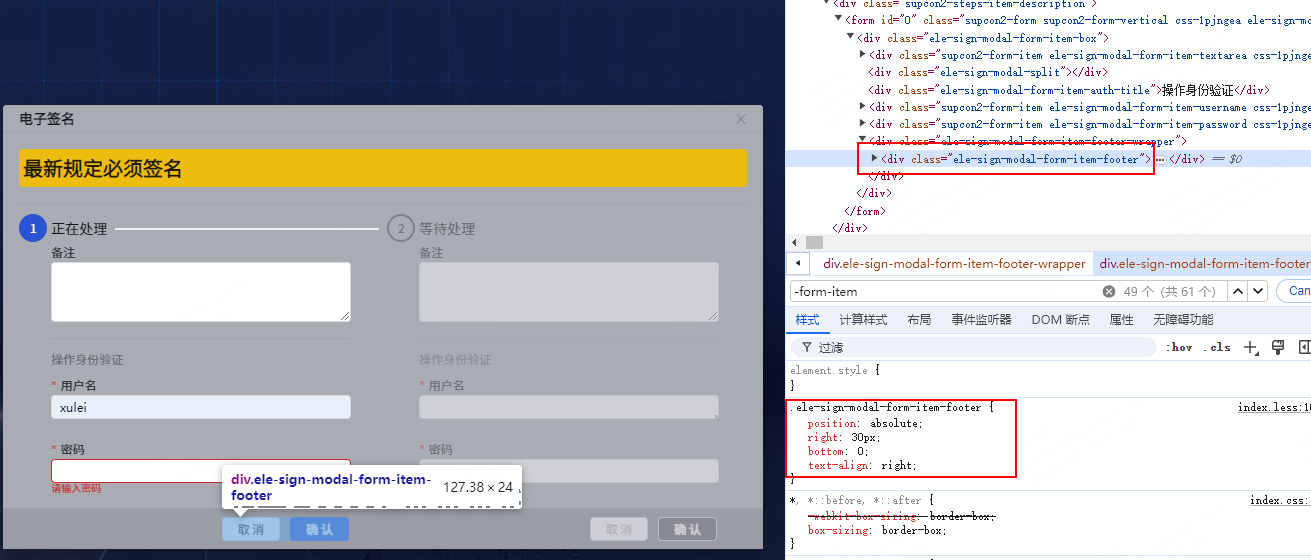 电子签名
最新规定必须签名
1 正在处理
2 等待处理
备注
备注
操作身份验证
操作身份验证
* 用户名
* 用户名
xulei
* 密码
* 密码
请输入密码
div.ele-sign-modal-form-item-footer 127.38 × 24
取消 确认
取消 确认
<div class="supcon2-steps-item-description">
<form id="0" class="supcon2-form supcon2-form-vertical css-1pjngea ele-sign-mo
<div class="ele-sign-modal-form-item-box">
<div class="supcon2-form-item ele-sign-modal-form-item-textarea css-1pjnge
<div class="ele-sign-modal-split"></div>
<div class="ele-sign-modal-form-item-auth-title">操作身份验证</div>
<div class="supcon2-form-item ele-sign-modal-form-item-username css-1pjnge
<div class="supcon2-form-item ele-sign-modal-form-item-password css-1pjnge
<div class="ele-sign-modal-form-item-footer-wrapper">
<div class="ele-sign-modal-form-item-footer"> … </div> == $0
</div>
</div>
</form>
</div>
div.ele-sign-modal-form-item-footer-wrapper div.ele-sign-modal-form-item-footer
-form-item 49 个 (共 61 个) Can
样式 计算样式 布局 事件监听器 DOM 断点 属性 无障碍功能
过滤 :hov .cls
element.style {
}
.ele-sign-modal-form-item-footer { index.less:10
position: absolute;
right: 30px;
bottom: 0;
text-align: right;
}
*, *::before, *::after { index.css:
-webkit-box-sizing: border-box;
box-sizing: border-box;
}